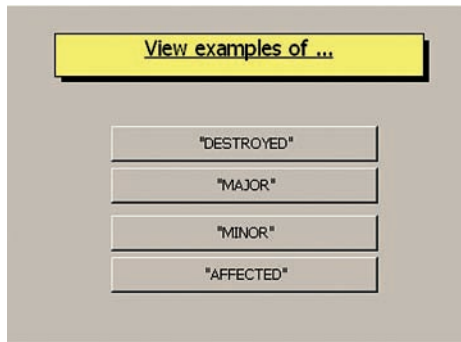 View examples of ...
"DESTROYED"
"MAJOR"
"MINOR"
"AFFECTED"